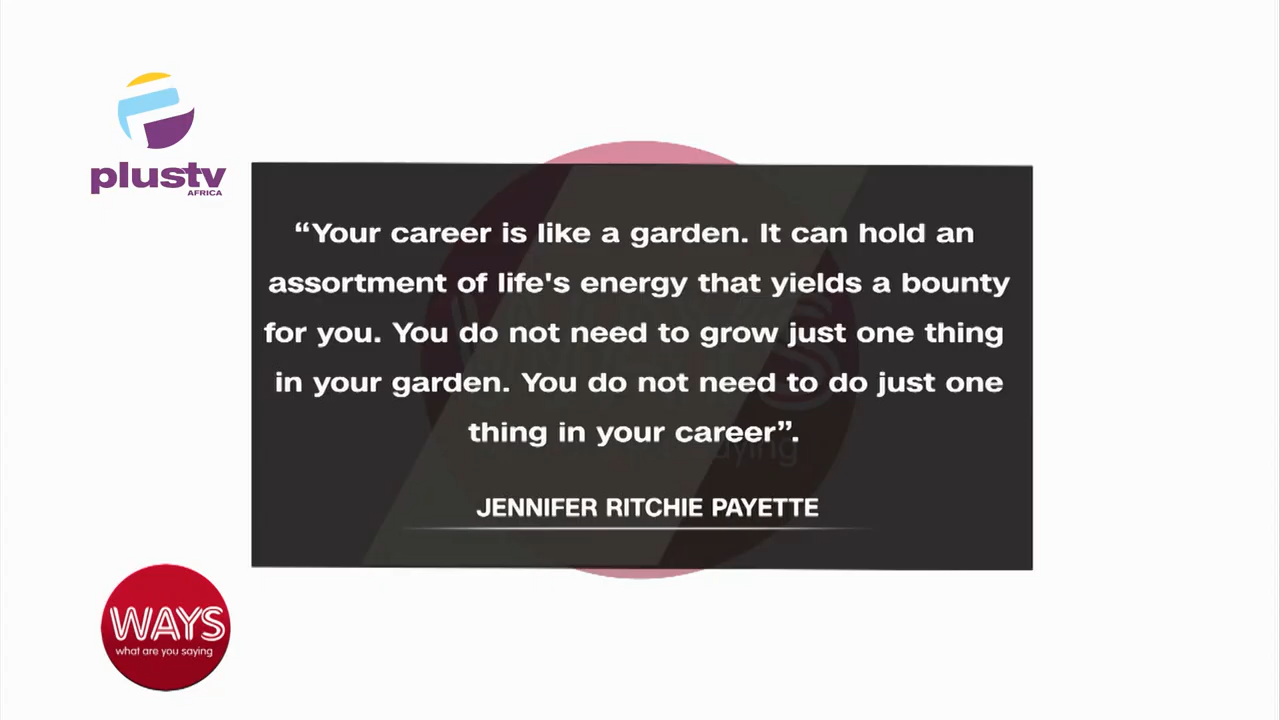 plustv
AFRICA
“Your career is like a garden. It can hold an
assortment of life's energy that yields a bounty
for you. You do not need to grow just one thing
in your garden. You do not need to do just one
thing in your career”.
JENNIFER RITCHIE PAYETTE
WAYS
what are you saying